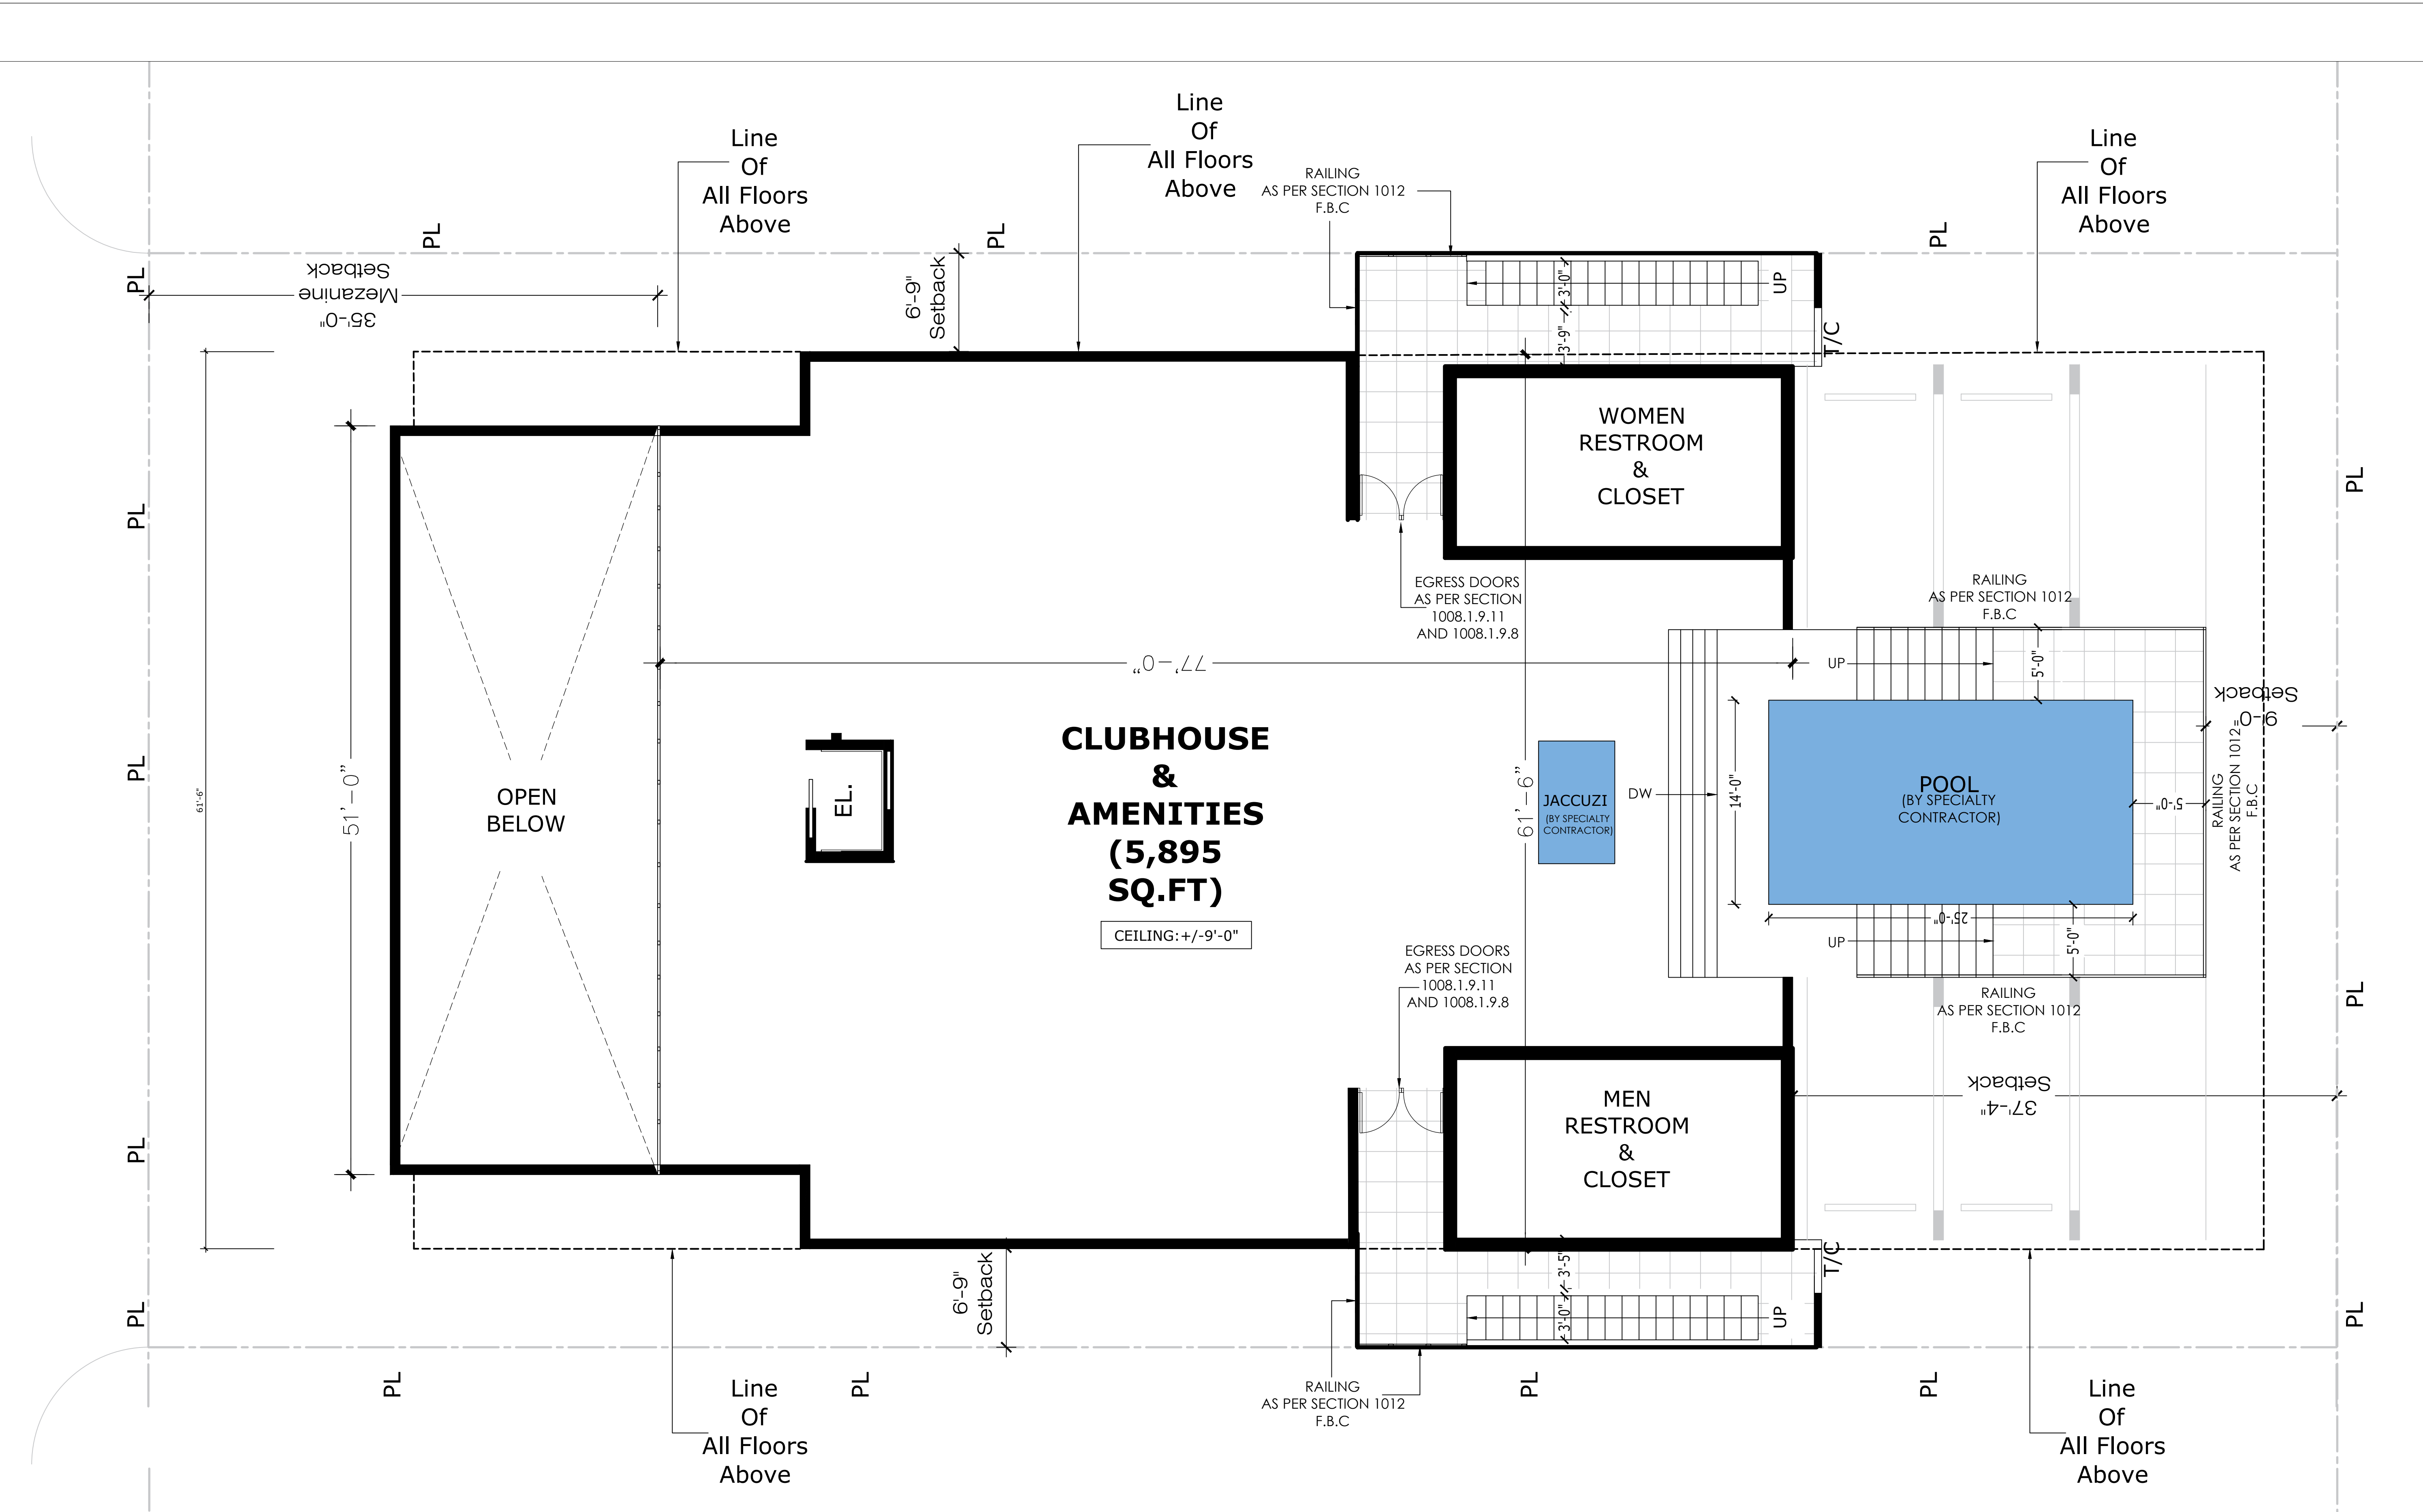 Line
Of
All Floors
Above
Line
Of
All Floors
Above
Line
Of
All Floors
Above
RAILING
AS PER SECTION 1012
F.B.C
PL
PL
PL
PL
35'-0"
Mezanine
Setback
6'-9"
Setback
3'-0"
UP
3'-9"
T/C
WOMEN
RESTROOM
&
CLOSET
PL
PL
EGRESS DOORS
AS PER SECTION
1008.1.9.11
AND 1008.1.9.8
RAILING
AS PER SECTION 1012
F.B.C
77'-0"
UP
5'-0"
9-0"
Setback
PL
61'-6"
51'-0"
OPEN
BELOW
EL.
CLUBHOUSE
&
AMENITIES
(5,895
SQ.FT)
CEILING:+/-9'-0"
61'-6"
JACCUZI
(BY SPECIALTY
CONTRACTOR)
DW
14'-0"
POOL
(BY SPECIALTY
CONTRACTOR)
5'-0"
RAILING
AS PER SECTION 1012
F.B.C
25'-0"
UP
5'-0"
EGRESS DOORS
AS PER SECTION
1008.1.9.11
AND 1008.1.9.8
RAILING
AS PER SECTION 1012
F.B.C
PL
37'-4"
Setback
MEN
RESTROOM
&
CLOSET
PL
6'-9"
Setback
3'-5"
T/C
3'-0"
UP
PL
PL
PL
PL
PL
PL
Line
Of
All Floors
Above
RAILING
AS PER SECTION 1012
F.B.C
Line
Of
All Floors
Above